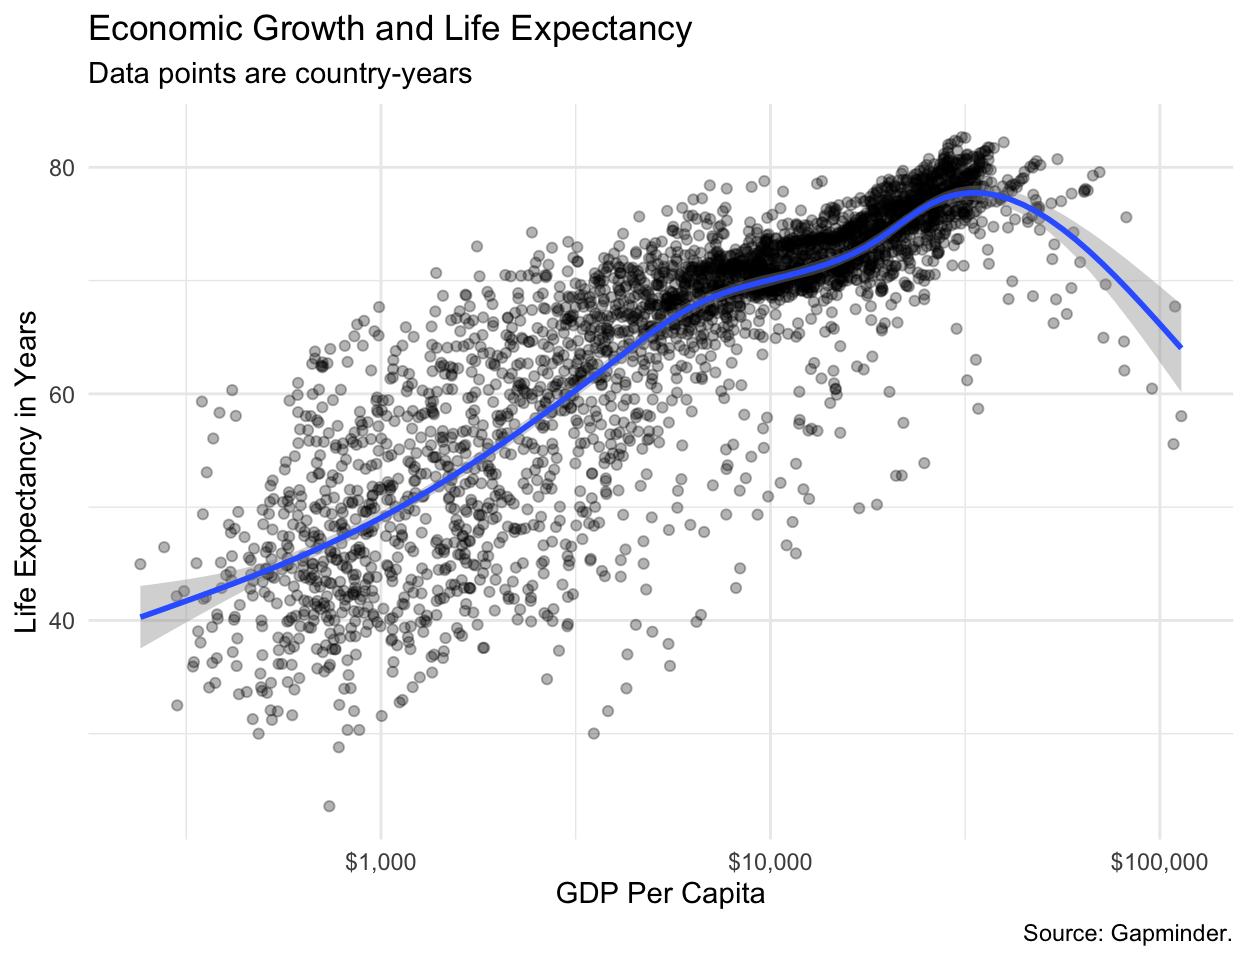 Economic Growth and Life Expectancy
Data points are country-years
Life Expectancy in Years
80
60
40
$1,000
$10,000
$100,000
GDP Per Capita
Source: Gapminder.